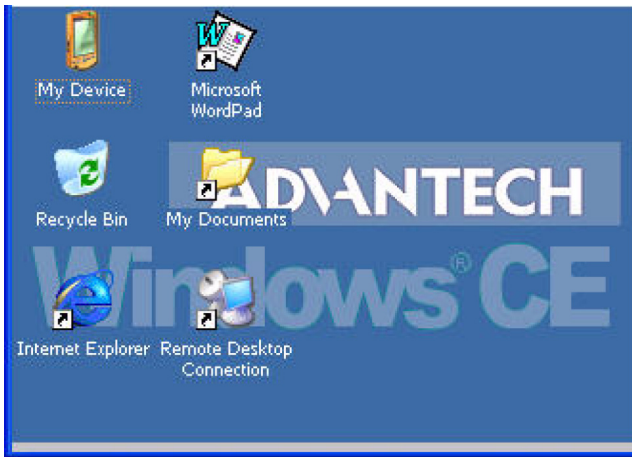 My Device
Microsoft
WordPad
ADVANTECH
Recycle Bin
My Documents
Windows® CE
Internet Explorer
Remote Desktop
Connection